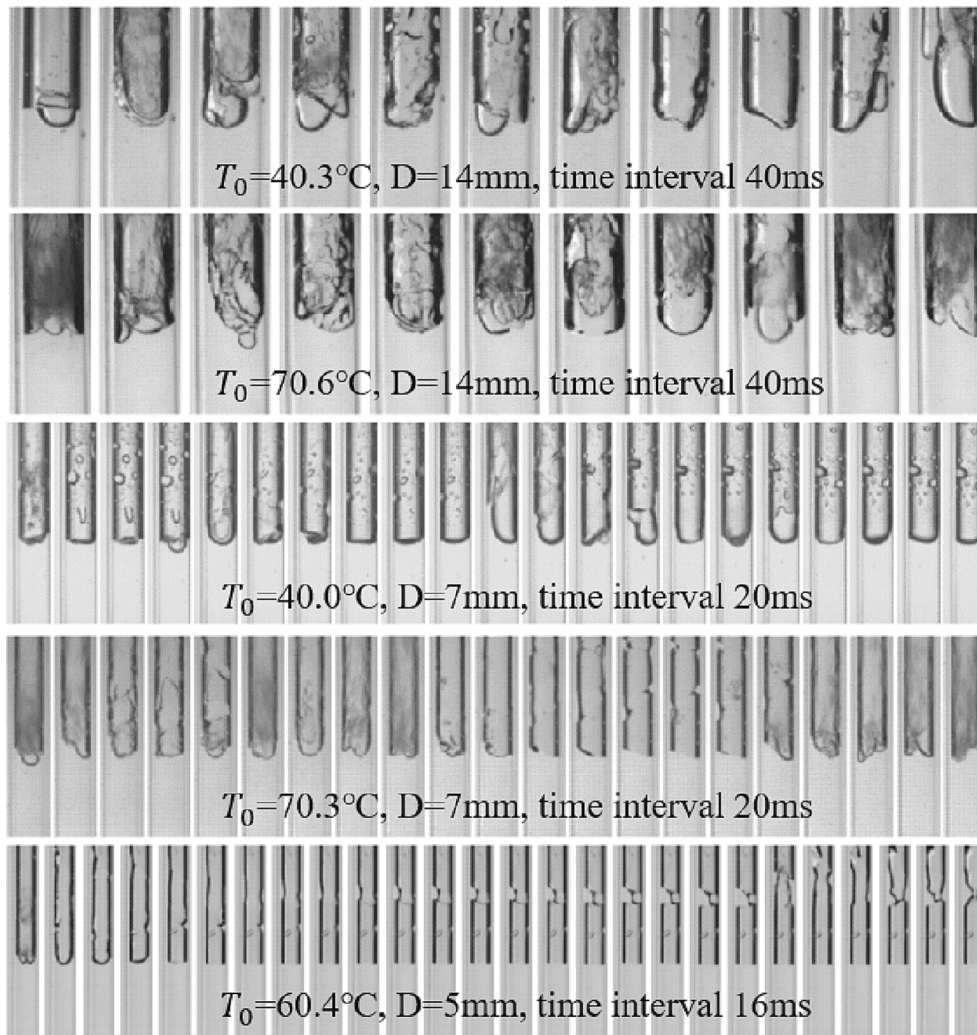 T₀=40.3°C, D=14mm, time interval 40ms
T₀=70.6°C, D=14mm, time interval 40ms
T₀=40.0°C, D=7mm, time interval 20ms
T₀=70.3°C, D=7mm, time interval 20ms
T₀=60.4°C, D=5mm, time interval 16ms